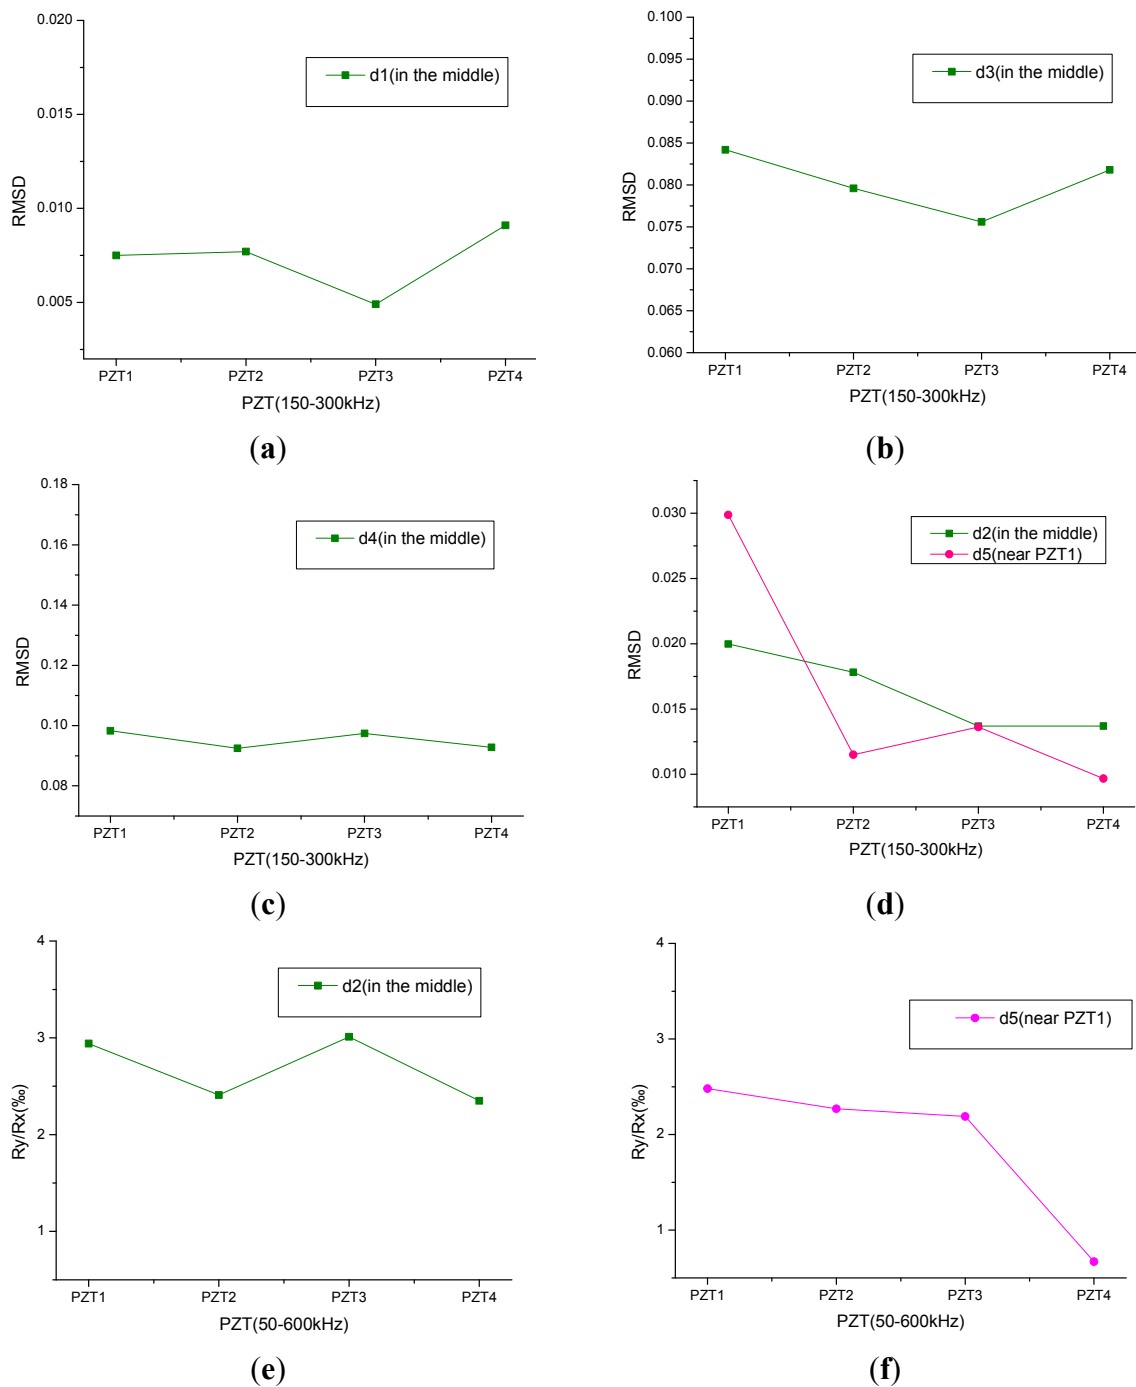 0.020
0.015
0.010
0.005
RMSD
d1(in the middle)
PZT1 PZT2 PZT3 PZT4
PZT(150-300kHz)
(a)
0.100
0.095
0.090
0.085
0.080
0.075
0.070
0.065
0.060
RMSD
d3(in the middle)
PZT1 PZT2 PZT3 PZT4
PZT(150-300kHz)
(b)
0.18
0.16
0.14
0.12
0.10
0.08
RMSD
d4(in the middle)
PZT1 PZT2 PZT3 PZT4
PZT(150-300kHz)
(c)
0.030
0.025
0.020
0.015
0.010
RMSD
d2(in the middle)
d5(near PZT1)
PZT1 PZT2 PZT3 PZT4
PZT(150-300kHz)
(d)
4
3
2
1
Ry/Rx(‰)
d2(in the middle)
PZT1 PZT2 PZT3 PZT4
PZT(50-600kHz)
(e)
4
3
2
1
Ry/Rx(‰)
d5(near PZT1)
PZT1 PZT2 PZT3 PZT4
PZT(50-600kHz)
(f)